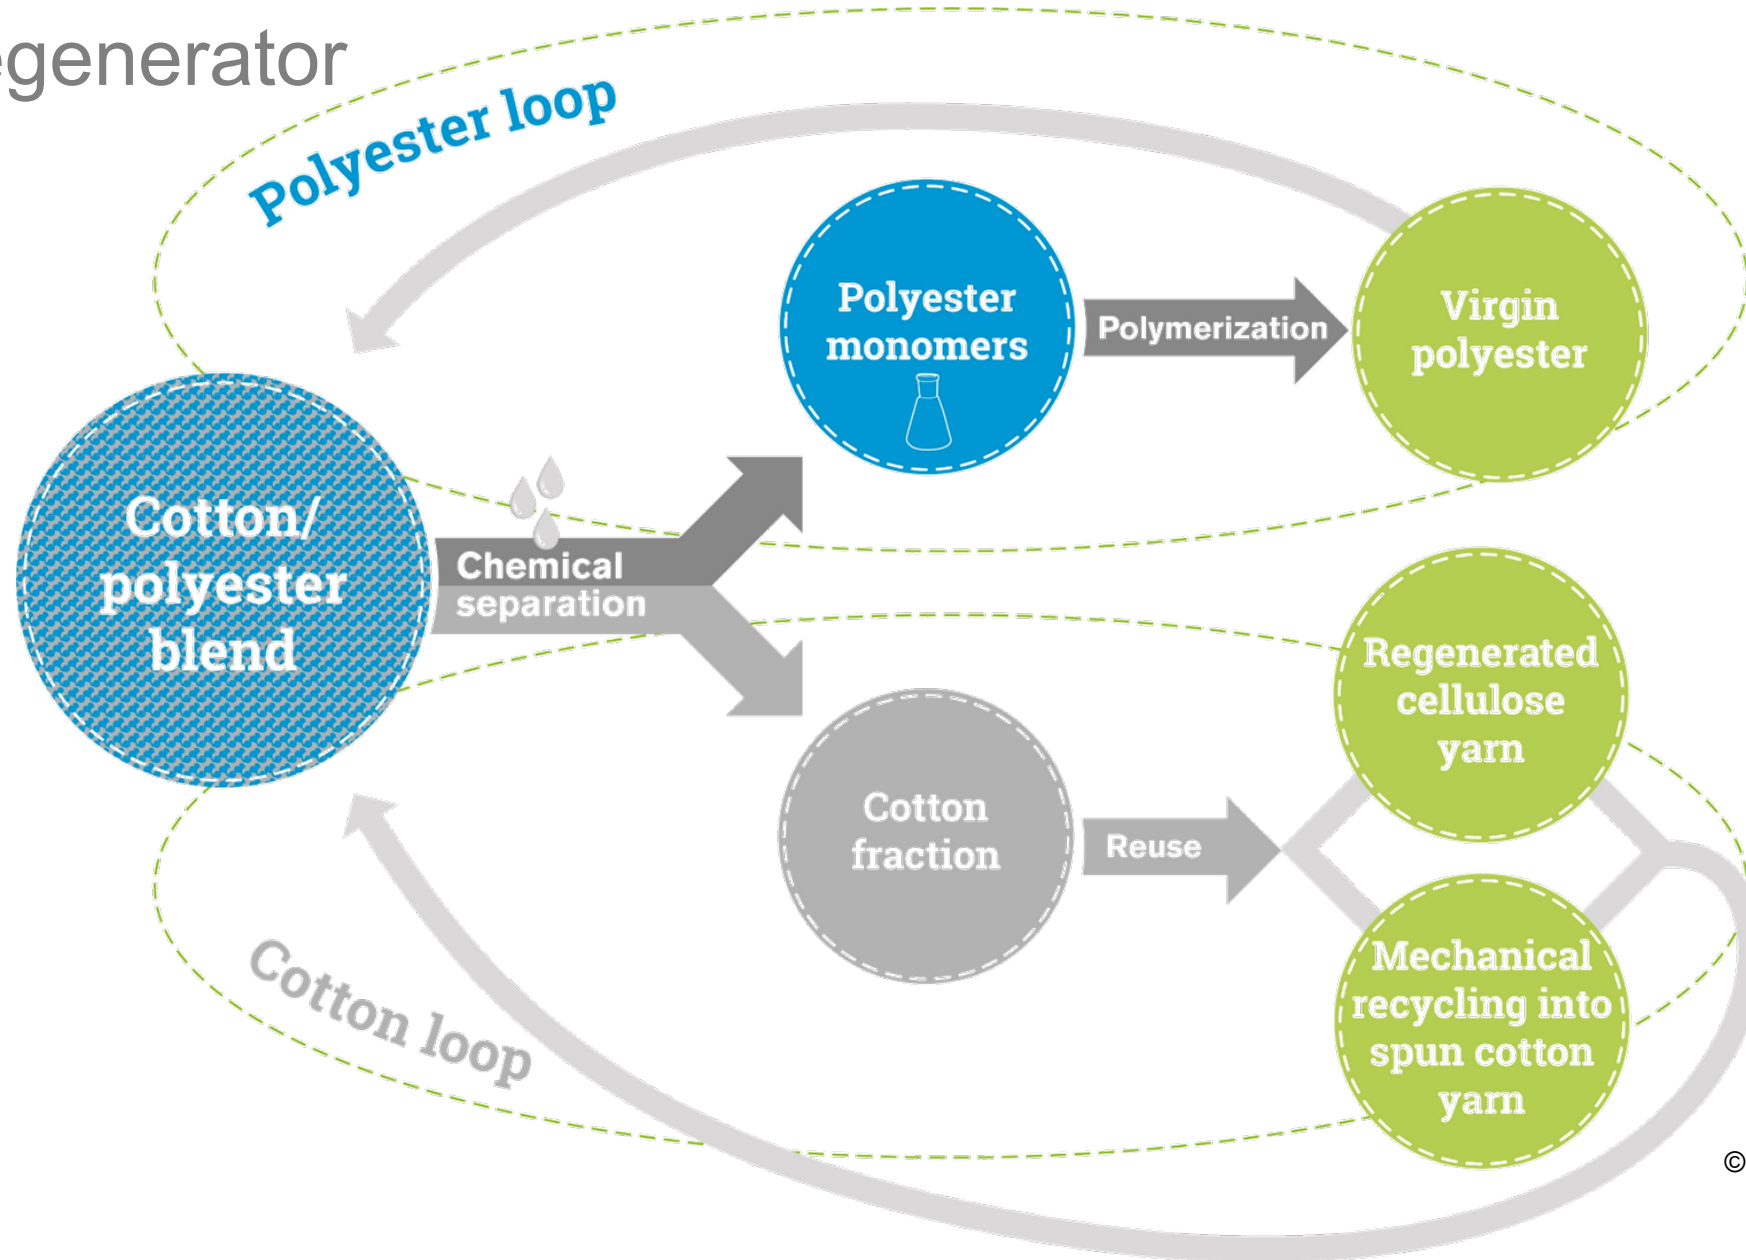 egenerator
Polyester loop
Polyester
monomers
Polymerization
Virgin
polyester
Cotton/
polyester
blend
Chemical
separation
Regenerated
cellulose
yarn
Cotton
fraction
Reuse
Mechanical
recycling into
spun cotton
yarn
Cotton loop
©